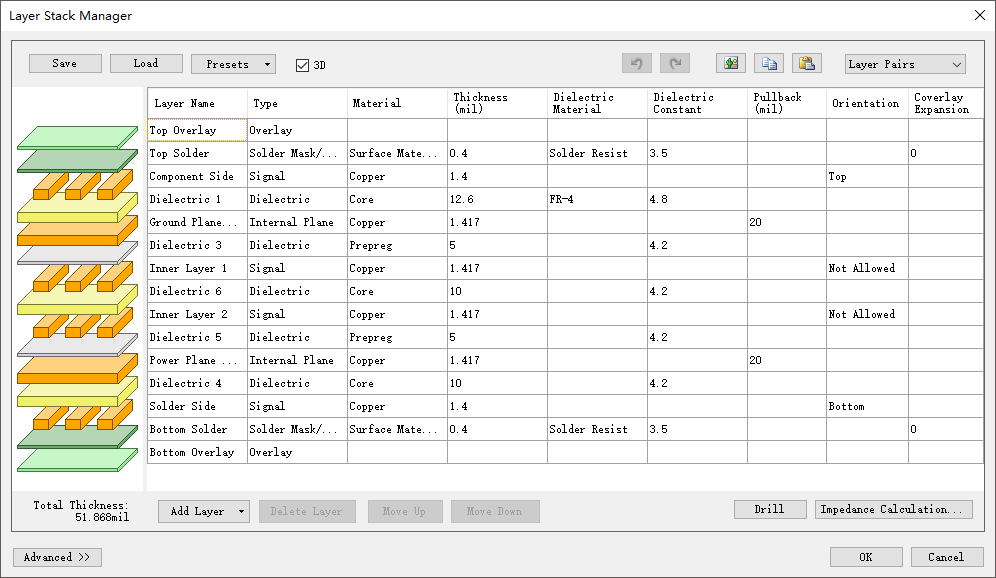 Layer Stack Manager
Save Load Presets 3D Layer Pairs
Layer Name Type Material Thickness (mil) Dielectric Material Dielectric Constant Pullback (mil) Orientation Coverlay Expansion
Top Overlay Overlay
Top Solder Solder Mask/... Surface Mate... 0.4 Solder Resist 3.5 0
Component Side Signal Copper 1.4 Top
Dielectric 1 Dielectric Core 12.6 FR-4 4.8
Ground Plane... Internal Plane Copper 1.417 20
Dielectric 3 Dielectric Prepreg 5 4.2
Inner Layer 1 Signal Copper 1.417 Not Allowed
Dielectric 6 Dielectric Core 10 4.2
Inner Layer 2 Signal Copper 1.417 Not Allowed
Dielectric 5 Dielectric Prepreg 5 4.2
Power Plane ... Internal Plane Copper 1.417 20
Dielectric 4 Dielectric Core 10 4.2
Solder Side Signal Copper 1.4 Bottom
Bottom Solder Solder Mask/... Surface Mate... 0.4 Solder Resist 3.5 0
Bottom Overlay Overlay
Total Thickness: 51.868mil
Add Layer Delete Layer Move Up Move Down Drill Impedance Calculation...
Advanced >> OK Cancel